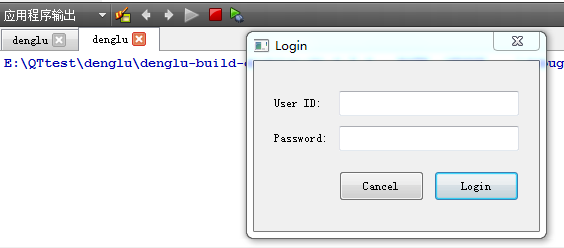 应用程序输出
denglu
denglu
E:\QTtest\denglu\denglu-build-
Login
User ID:
Password:
Cancel
Login